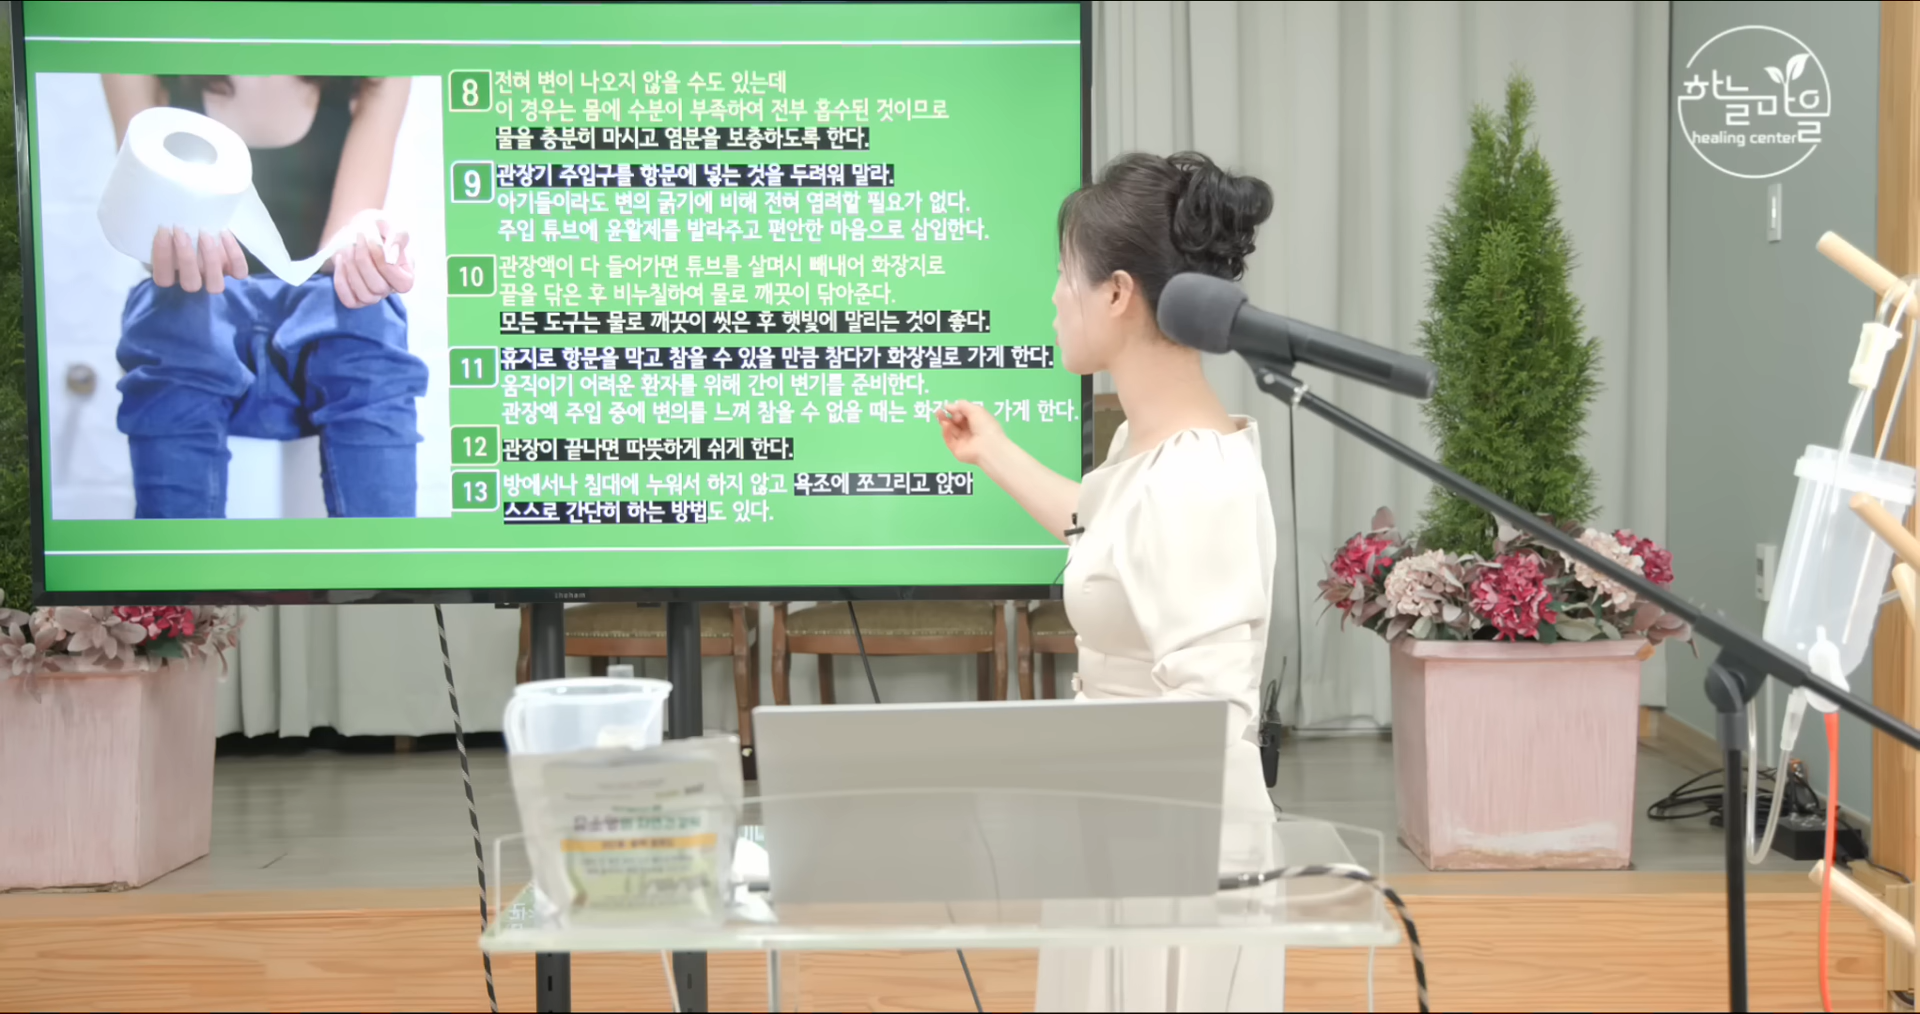 8
전혀 변이 나오지 않을 수도 있는데
이 경우는 몸에 수분이 부족하여 전부 흡수된 것이므로
물을 충분히 마시고 염분을 보충하도록 한다.
9
관장기 주입구를 항문에 넣는 것을 두려워 말라.
아기들이라도 변의 굵기에 비해 전혀 염려할 필요가 없다.
주입 튜브에 윤활제를 발라주고 편안한 마음으로 삽입한다.
10
관장액이 다 들어가면 튜브를 살며시 빼내어 화장지로
끝을 닦은 후 비누칠하여 물로 깨끗이 닦아준다.
모든 도구는 물로 깨끗이 씻은 후 햇빛에 말리는 것이 좋다.
11
휴지로 항문을 막고 참을 수 있을 만큼 참다가 화장실로 가게 한다.
움직이기 어려운 환자를 위해 간이 변기를 준비한다.
관장액 주입 중에 변의를 느껴 참을 수 없을 때는 가게 한다.
12
관장이 끝나면 따뜻하게 쉬게 한다.
13
방에서나 침대에 누워서 하지 않고 욕조에 쪼그리고 앉아
스스로 간단히 하는 방법도 있다.
하늘마을
healing center